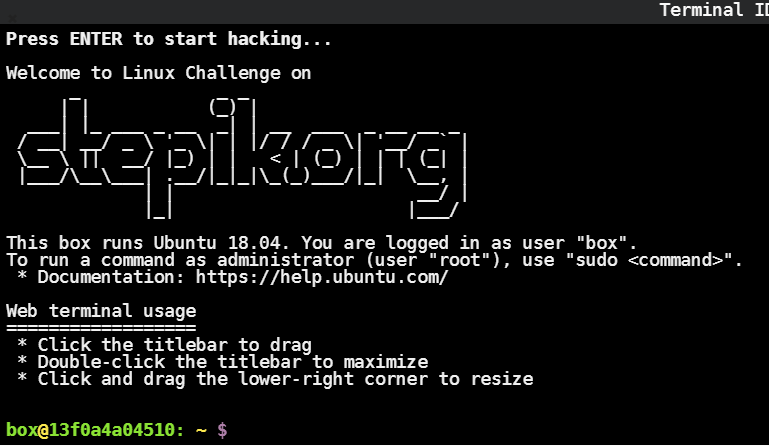 Terminal ID
Press ENTER to start hacking...
Welcome to Linux Challenge on
stepik.org
This box runs Ubuntu 18.04. You are logged in as user "box".
To run a command as administrator (user "root"), use "sudo <command>".
* Documentation: https://help.ubuntu.com/
Web terminal usage
==================
* Click the titlebar to drag
* Double-click the titlebar to maximize
* Click and drag the lower-right corner to resize
box@13f0a4a04510: ~ $